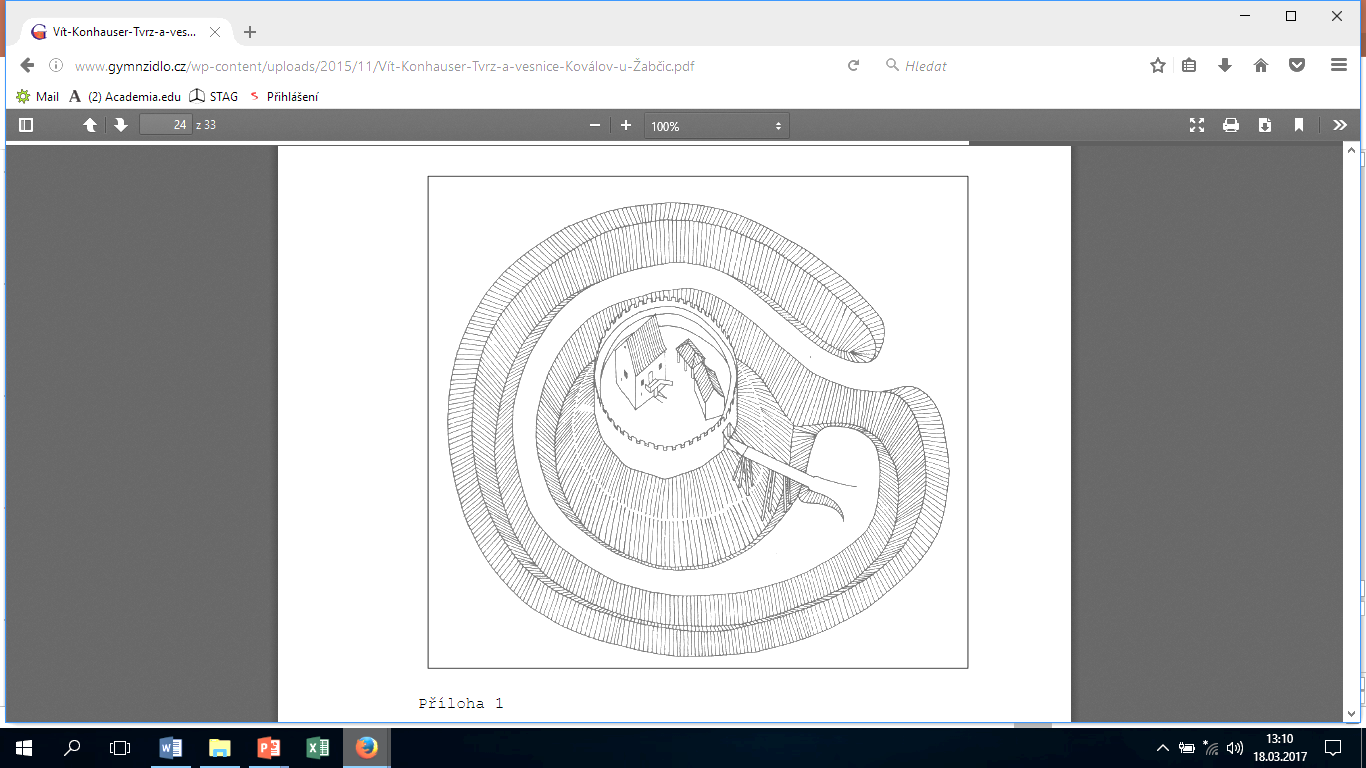 Vít-Konhauser-Tvrz-a-ves...
www.gymnzidlo.cz/wp-content/uploads/2015/11/Vít-Konhauser-Tvrz-a-vesnice-Koválov-u-Žabčic.pdf
Hledat
Mail
(2) Academia.edu
STAG
Přihlášení
24 z 33
100%
Příloha 1
13:10
18.03.2017